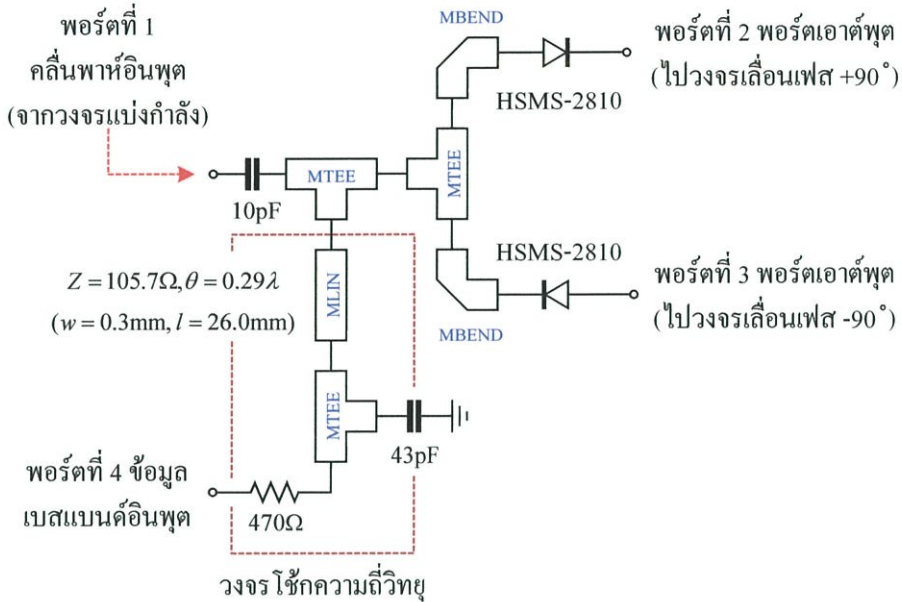 พอร์ตที่ 1
คลื่นพาห์อินพุต
(จากวงจรแบ่งกำลัง)
MBEND
พอร์ตที่ 2 พอร์ตเอาต์พุต
(ไปวงจรเลื่อนเฟส +90°)
HSMS-2810
MTEE
MTEE
10pF
HSMS-2810
Z = 105.7Ω, θ = 0.29λ
(w = 0.3mm, l = 26.0mm)
MLIN
พอร์ตที่ 3 พอร์ตเอาต์พุต
(ไปวงจรเลื่อนเฟส -90°)
MBEND
MTEE
43pF
พอร์ตที่ 4 ข้อมูล
เบสแบนด์อินพุต
470Ω
วงจรโช้กความถี่วิทยุ